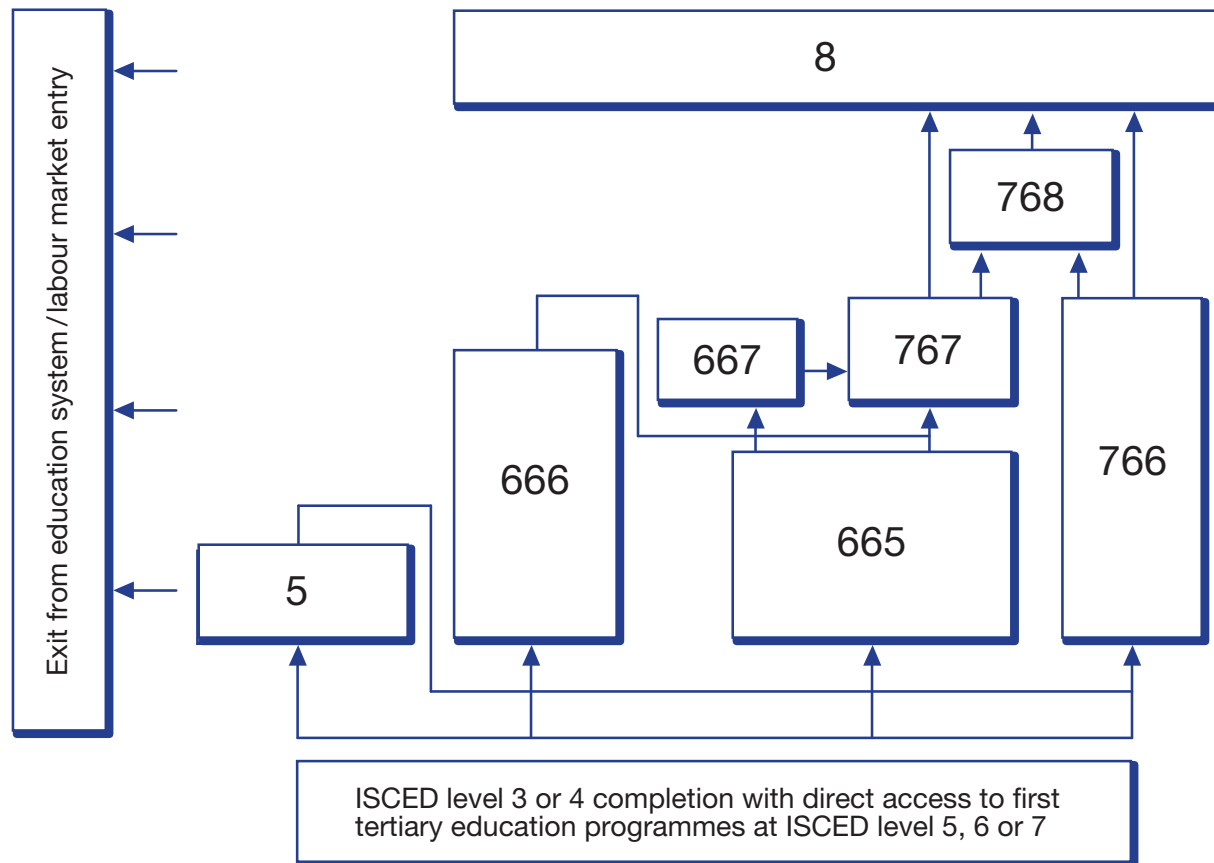 Exit from education system/labour market entry
8
768
667
767
666
766
665
5
ISCED level 3 or 4 completion with direct access to first
tertiary education programmes at ISCED level 5, 6 or 7